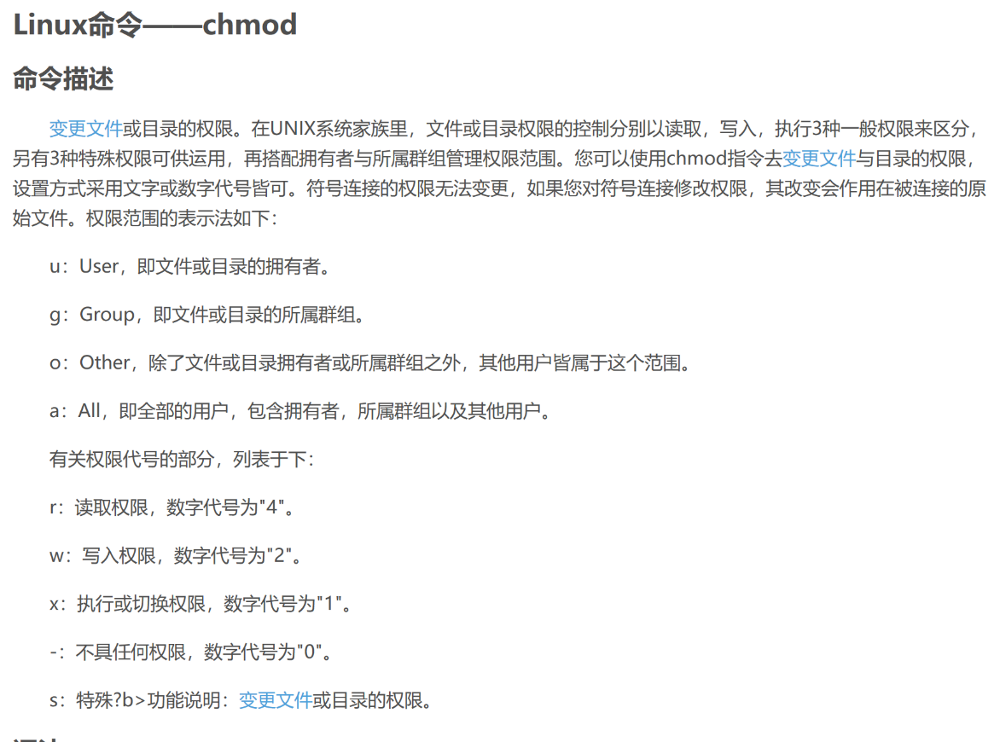 Linux命令——chmod
命令描述
变更文件或目录的权限。在UNIX系统家族里，文件或目录权限的控制分别以读取，写入，执行3种一般权限来区分，
另有3种特殊权限可供运用，再搭配拥有者与所属群组管理权限范围。您可以使用chmod指令去变更文件与目录的权限，
设置方式采用文字或数字代号皆可。符号连接的权限无法变更，如果您对符号连接修改权限，其改变会作用在被连接的原
始文件。权限范围的表示法如下：
u：User，即文件或目录的拥有者。
g：Group，即文件或目录的所属群组。
o：Other，除了文件或目录拥有者或所属群组之外，其他用户皆属于这个范围。
a：All，即全部的用户，包含拥有者，所属群组以及其他用户。
有关权限代号的部分，列表于下：
r：读取权限，数字代号为"4"。
w：写入权限，数字代号为"2"。
x：执行或切换权限，数字代号为"1"。
-：不具任何权限，数字代号为"0"。
s：特殊?b>功能说明：变更文件或目录的权限。